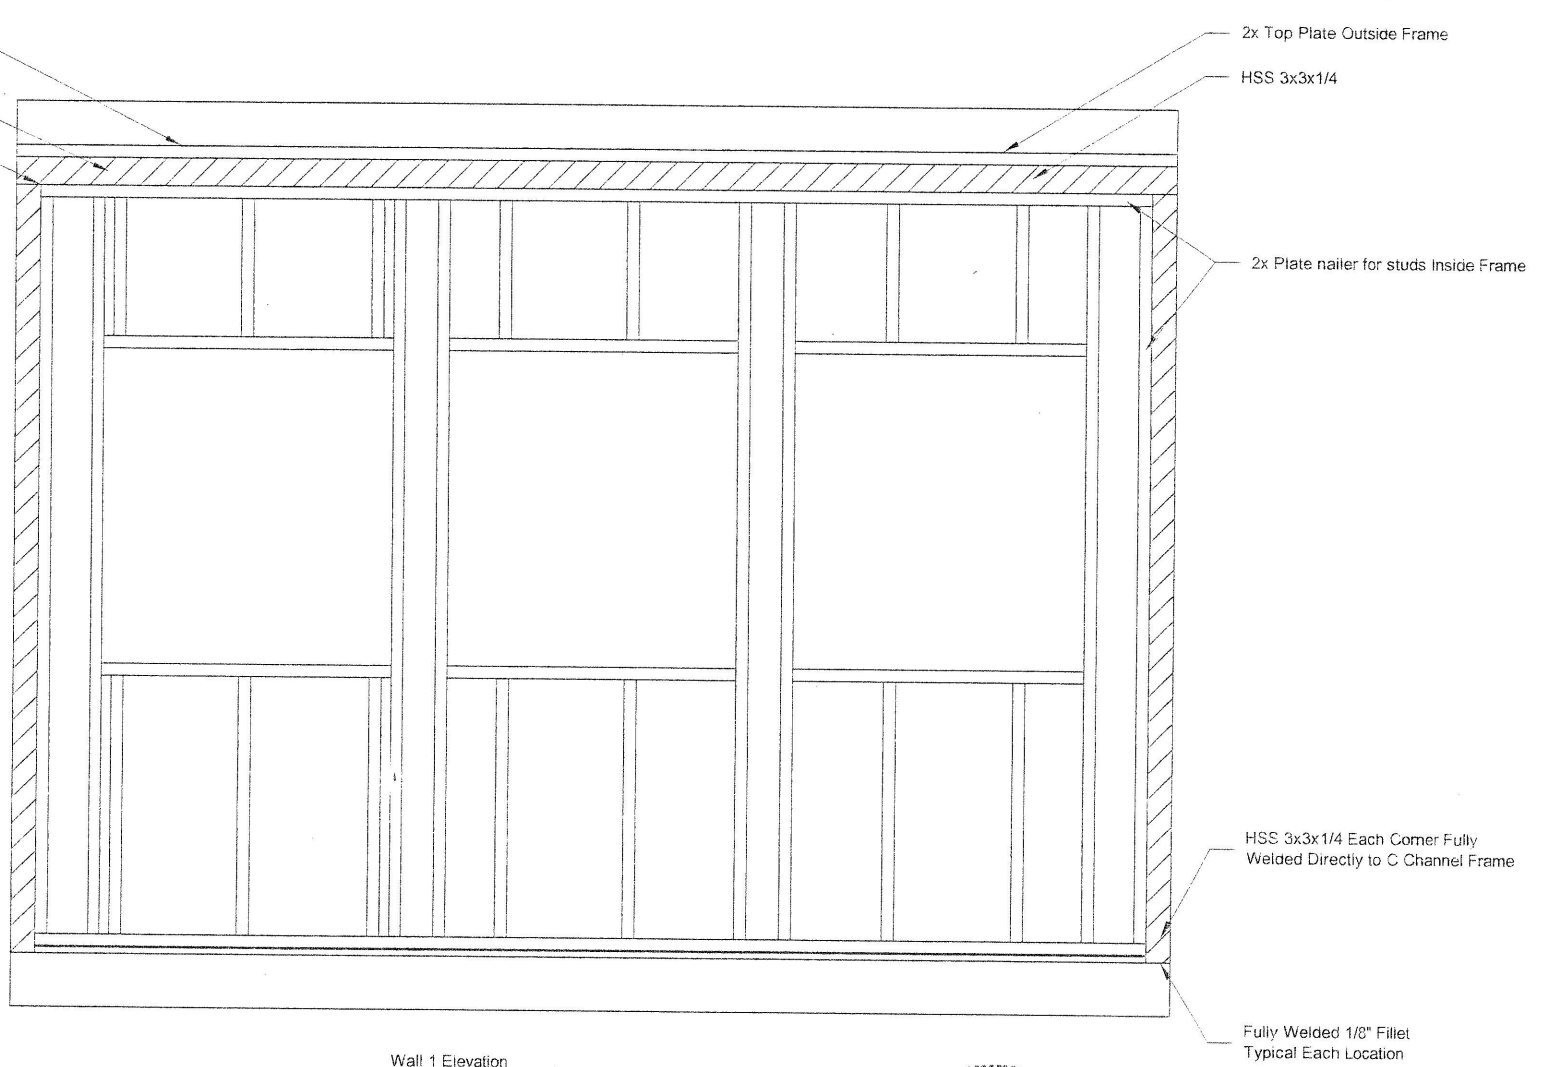 2x Top Plate Outside Frame
HSS 3x3x1/4
2x Plate nailer for studs Inside Frame
HSS 3x3x1/4 Each Corner Fully
Welded Directly to C Channel Frame
Fully Welded 1/8" Fillet
Typical Each Location
Wall 1 Elevation